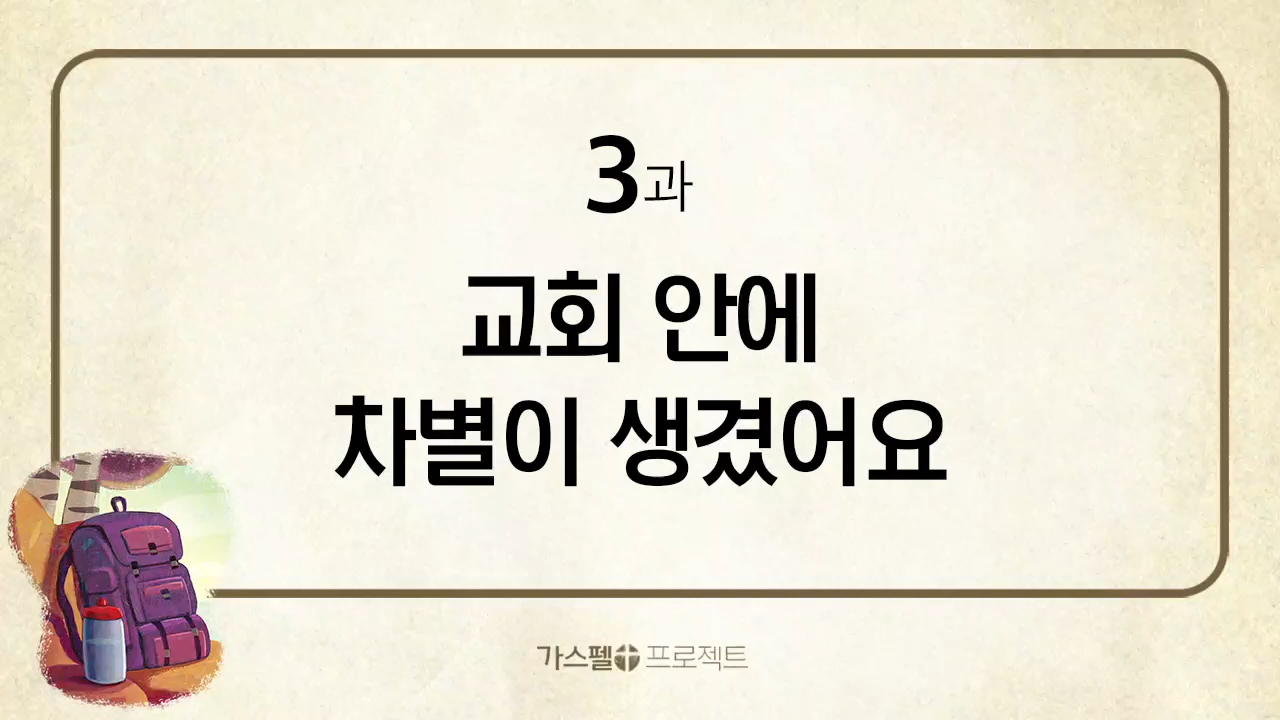 3과
교회 안에
차별이 생겼어요
가스펠 프로젝트